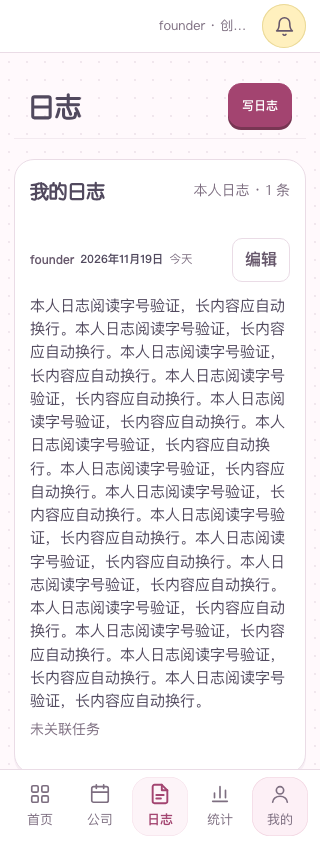 founder · 创...
日志
写日志
我的日志
本人日志 · 1 条
founder 2026年11月19日 今天
编辑
本人日志阅读字号验证，长内容应自动
换行。本人日志阅读字号验证，长内容
应自动换行。本人日志阅读字号验证，
长内容应自动换行。本人日志阅读字号
验证，长内容应自动换行。本人日志阅
读字号验证，长内容应自动换行。本人
日志阅读字号验证，长内容应自动换
行。本人日志阅读字号验证，长内容应
自动换行。本人日志阅读字号验证，长
内容应自动换行。本人日志阅读字号验
证，长内容应自动换行。本人日志阅读
字号验证，长内容应自动换行。本人日
志阅读字号验证，长内容应自动换行。
本人日志阅读字号验证，长内容应自动
换行。本人日志阅读字号验证，长内容
应自动换行。本人日志阅读字号验证，
长内容应自动换行。本人日志阅读字号
验证，长内容应自动换行。
未关联任务
首页
公司
日志
统计
我的